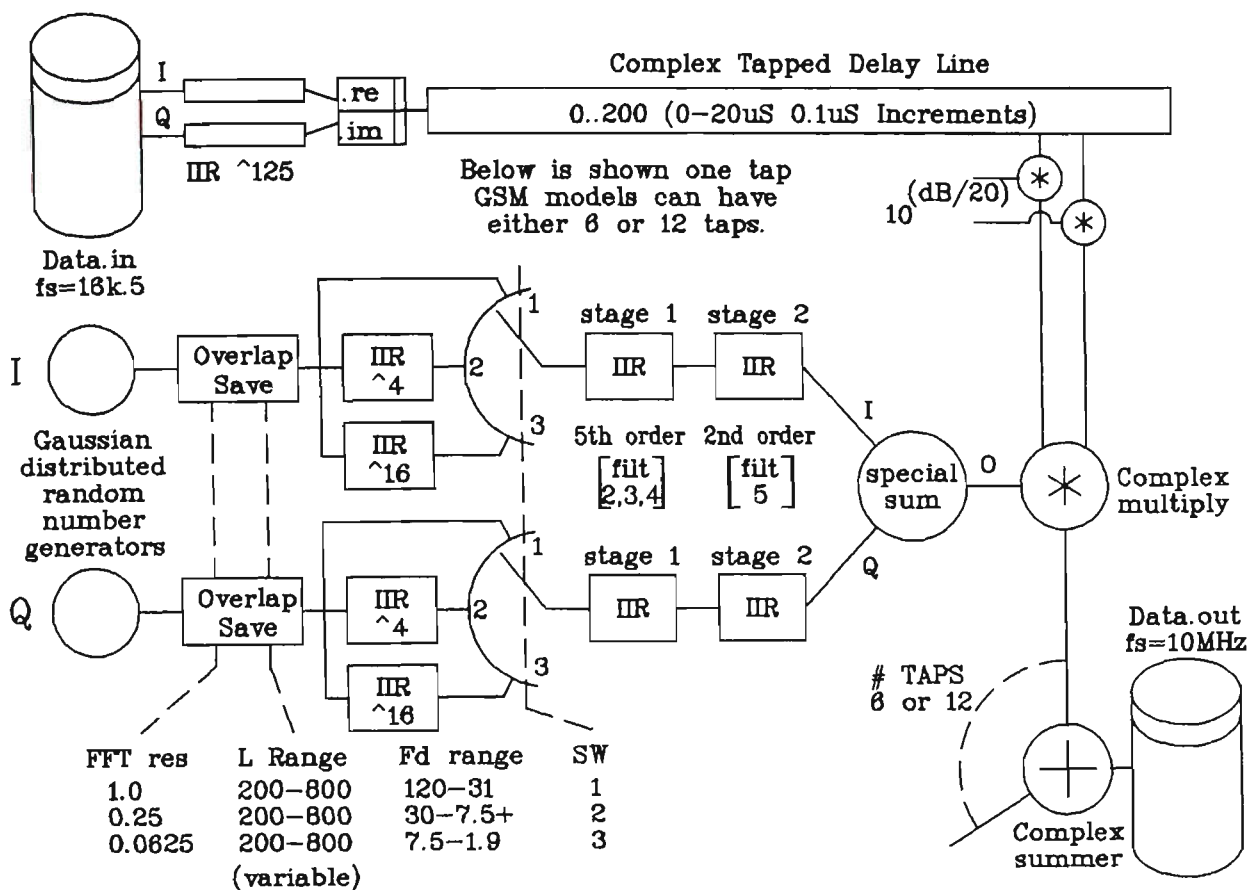 I
Q
.re
.im
IIR ^125
Data.in
fs=16k.5
Complex Tapped Delay Line
0..200 (0-20uS 0.1uS Increments)
Below is shown one tap
GSM models can have
either 6 or 12 taps.
10 (dB/20)
*
*
I
Overlap
Save
IIR
^4
IIR
^16
1
2
3
stage 1
IIR
stage 2
IIR
5th order
[filt
2,3,4]
2nd order
[filt
5]
I
Q
special
sum
O
*
Complex
multiply
Gaussian
distributed
random
number
generators
Q
Overlap
Save
IIR
^4
IIR
^16
1
2
3
stage 1
IIR
stage 2
IIR
# TAPS
6 or 12
+
Complex
summer
Data.out
fs=10MHz
FFT res L Range Fd range SW
1.0 200-800 120-31 1
0.25 200-800 30-7.5+ 2
0.0625 200-800 7.5-1.9 3
(variable)